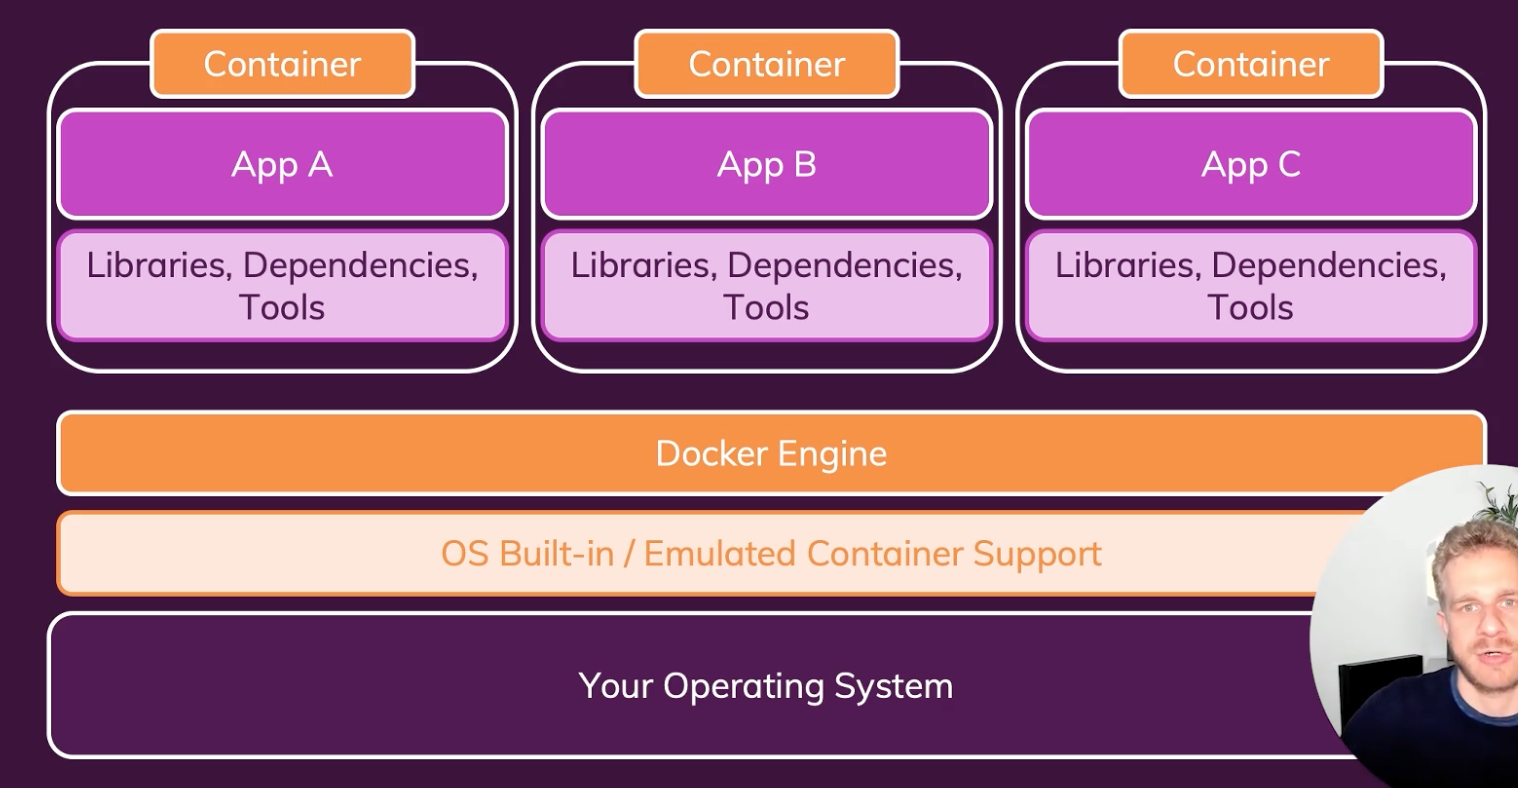 Container
Container
Container
App A
App B
App C
Libraries, Dependencies,
Tools
Libraries, Dependencies,
Tools
Libraries, Dependencies,
Tools
Docker Engine
OS Built-in / Emulated Container Support
Your Operating System